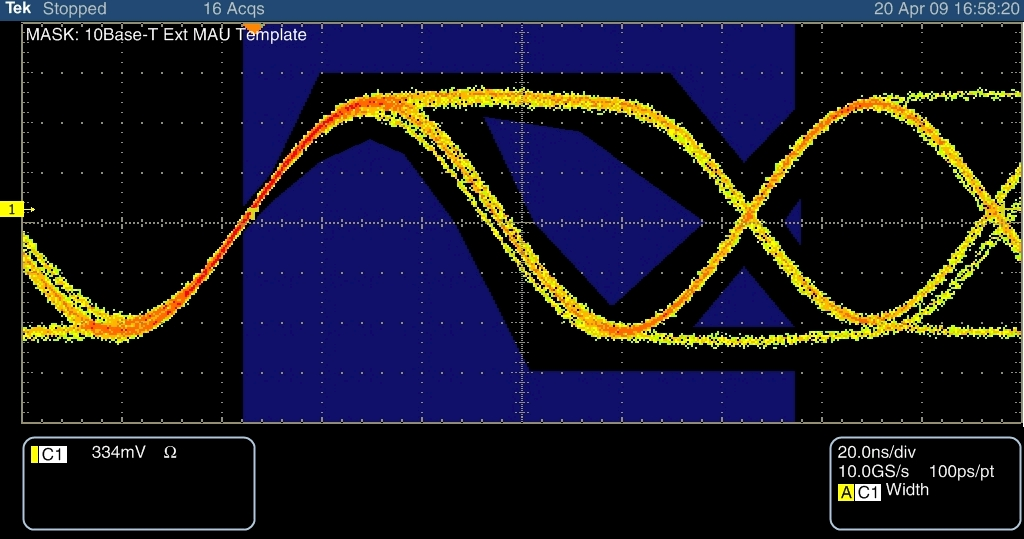 Tek Stopped 16 Acqs 20 Apr 09 16:58:20
MASK: 10Base-T Ext MAU Template
1
C1 334mV Ω
20.0ns/div
10.0GS/s 100ps/pt
A C1 Width